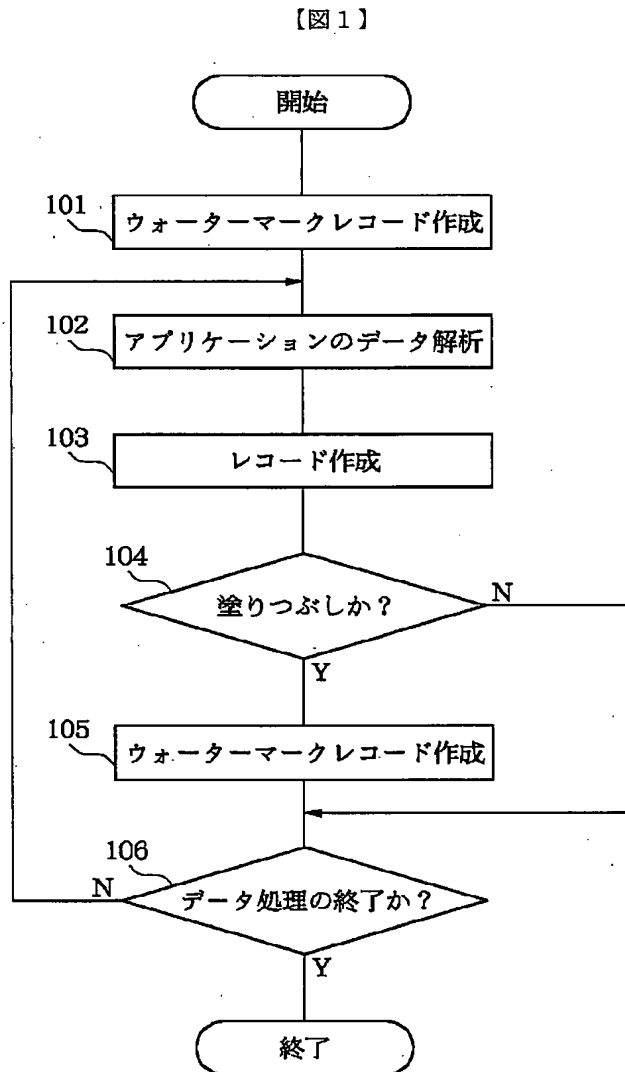 【図１】
開始
101
ウォーターマークレコード作成
102
アプリケーションのデータ解析
103
レコード作成
104
塗りつぶしか？
N
Y
105
ウォーターマークレコード作成
106
N
データ処理の終了か？
Y
終了